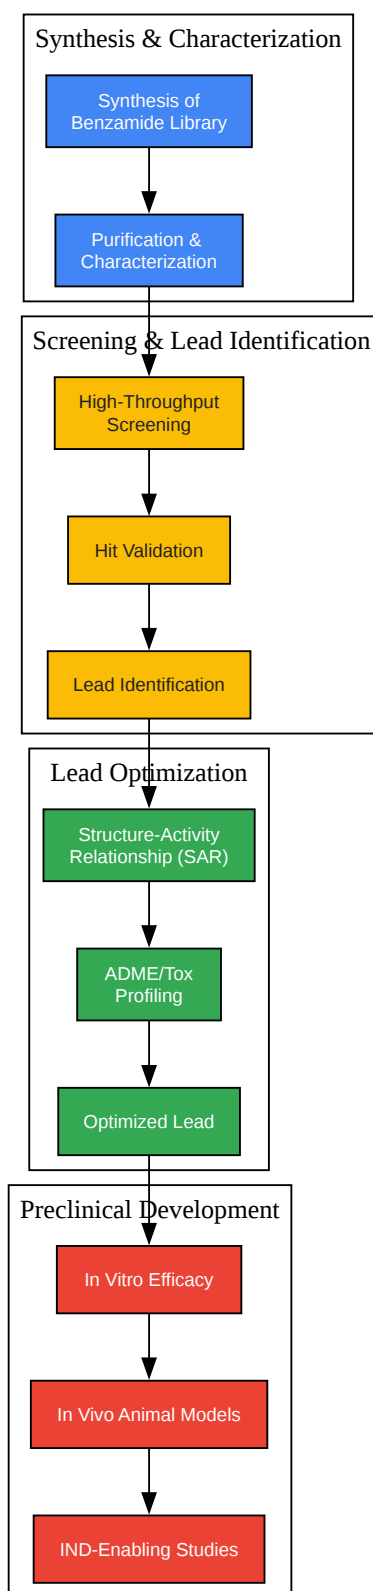 Synthesis & Characterization
Synthesis of
Benzamide Library
Purification &
Characterization
Screening & Lead Identification
High-Throughput
Screening
Hit Validation
Lead Identification
Lead Optimization
Structure-Activity
Relationship (SAR)
ADME/Tox
Profiling
Optimized Lead
Preclinical Development
In Vitro Efficacy
In Vivo Animal Models
IND-Enabling Studies